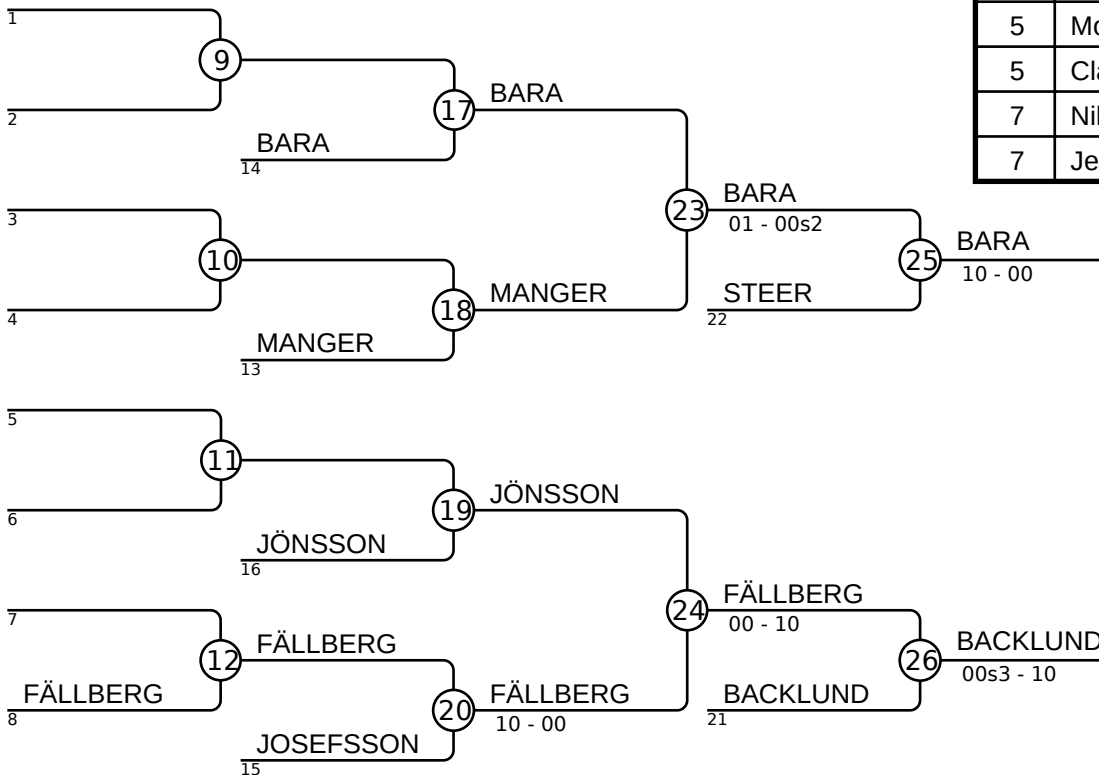 1
9
2
BARA
14
17
BARA
3
10
4
MANGER
13
18
MANGER
23
BARA
01 - 00s2
STEER
22
25
BARA
10 - 00
5
11
6
JÖNSSON
16
19
JÖNSSON
7
12
FÄLLBERG
8
FÄLLBERG
JOSEFSSON
15
20
FÄLLBERG
10 - 00
24
FÄLLBERG
00 - 10
BACKLUND
21
26
BACKLUND
00s3 - 10
5
5
7
7